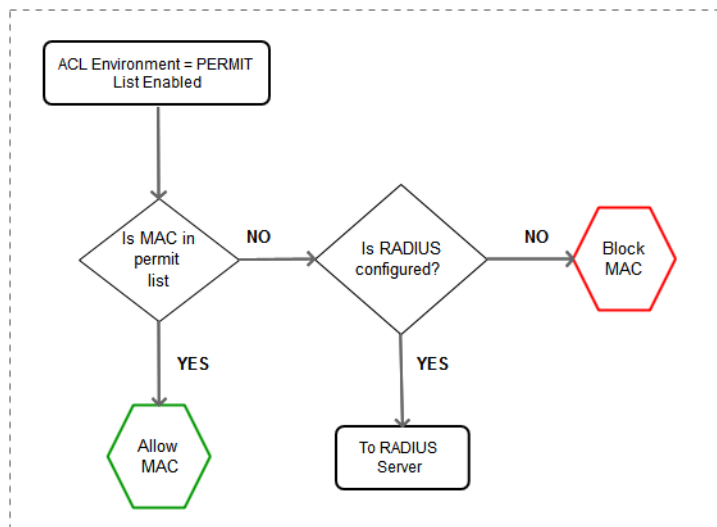 ACL Environment = PERMIT
List Enabled
Is MAC in
permit
list
NO
Is RADIUS
configured?
NO
Block
MAC
YES
YES
Allow
MAC
To RADIUS
Server